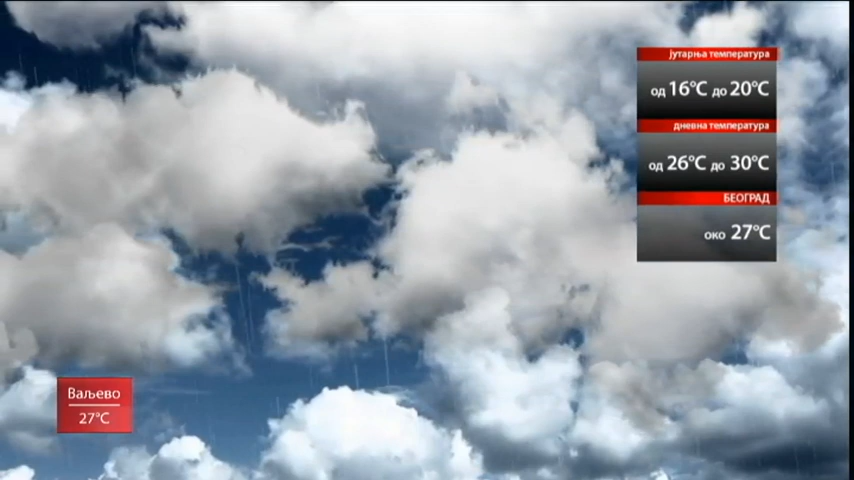 јутарња температура
од 16°C до 20°C
дневна температура
од 26°C до 30°C
БЕОГРАД
око 27°C
Ваљево
27°C